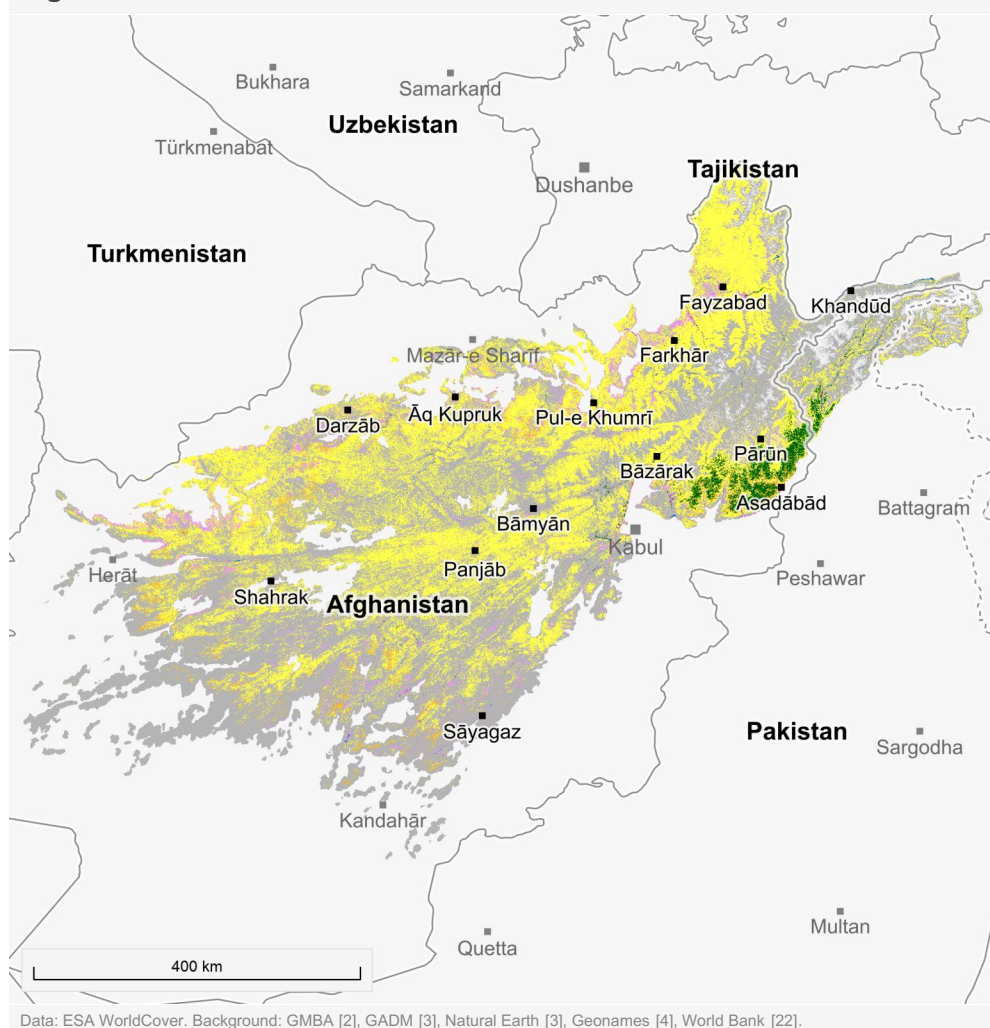 Bukhara
Samarkand
Uzbekistan
Türkmenabat
Dushanbe
Tajikistan
Turkmenistan
Fayzabad
Khandūd
Mazār-e Sharīf
Farkhār
Āq Kupruk
Pul-e Khumrī
Darzāb
Pārūn
Bāzārak
Asadābād
Battagram
Bāmyān
Kabul
Herāt
Panjāb
Peshawar
Shahrak
Afghanistan
Sāyagaz
Pakistan
Sargodha
Kandahār
Multan
Quetta
400 km
Data: ESA WorldCover. Background: GMBA [2], GADM [3], Natural Earth [3], Geonames [4], World Bank [22].